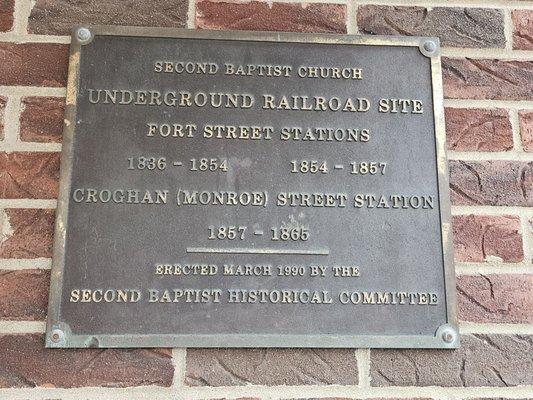 SECOND BAPTIST CHURCH
UNDERGROUND RAILROAD SITE
FORT STREET STATIONS
1836 - 1854 1854 - 1857
CROGHAN (MONROE) STREET STATION
1857 - 1865
ERECTED MARCH 1990 BY THE
SECOND BAPTIST HISTORICAL COMMITTEE